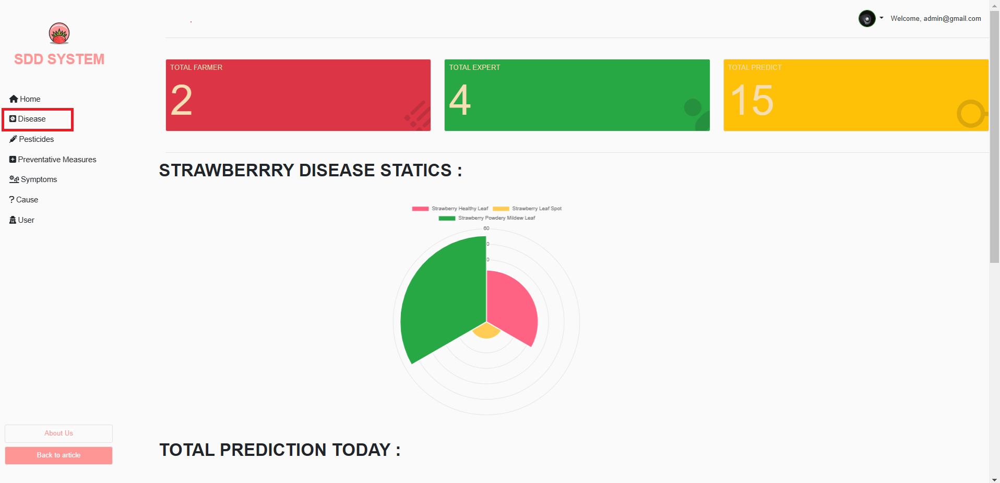 Welcome, admin@gmail.com
SDD SYSTEM
Home
Disease
Pesticides
Preventative Measures
Symptoms
Cause
User
About Us
Back to article
TOTAL FARMER
2
TOTAL EXPERT
4
TOTAL PREDICT
15
STRAWBERRRY DISEASE STATICS :
Strawberry Healthy Leaf
Strawberry Leaf Spot
Strawberry Powdery Mildew Leaf
60
0
0
TOTAL PREDICTION TODAY :